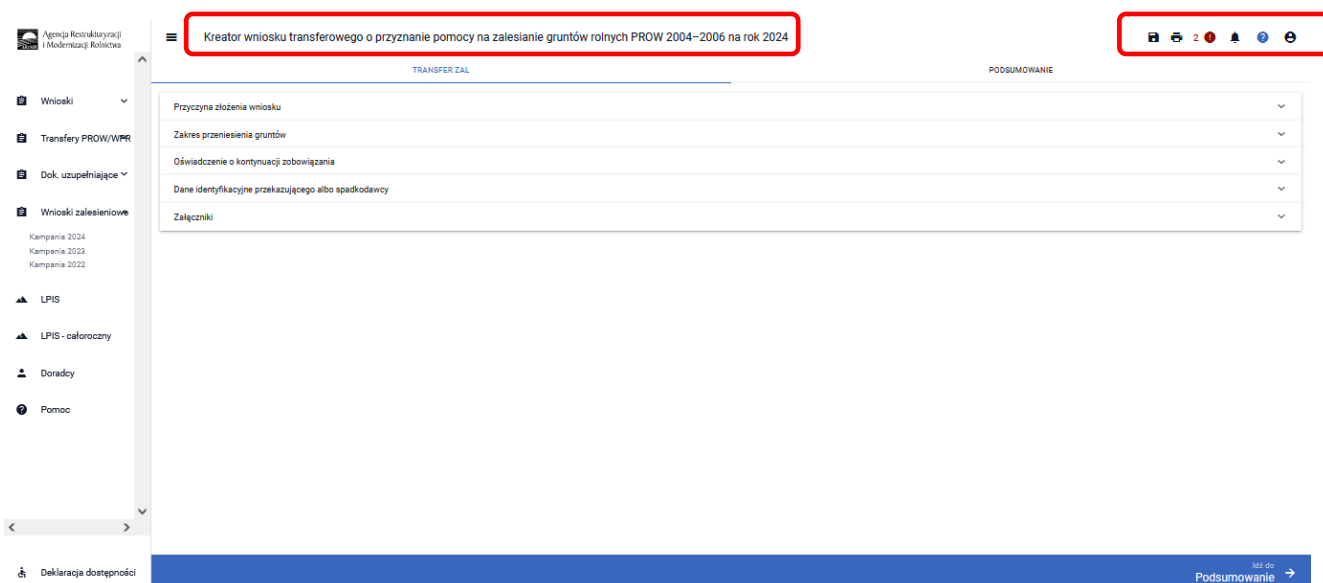 Agencja Restrukturyzacji
i Modernizacji Rolnictwa
Kreator wniosku transferowego o przyznanie pomocy na zalesianie gruntów rolnych PROW 2004–2006 na rok 2024
2
TRANSFER ZAL
PODSUMOWANIE
Wnioski
Transfery PROW/WPR
Dok. uzupełniające
Wnioski zalesieniowe
Kampania 2024
Kampania 2023
Kampania 2022
LPIS
LPIS - całoroczny
Doradcy
Pomoc
Deklaracja dostępności
Przyczyna złożenia wniosku
Zakres przeniesienia gruntów
Oświadczenie o kontynuacji zobowiązania
Dane identyfikacyjne przekazującego albo spadkodawcy
Załączniki
Idź do
Podsumowanie